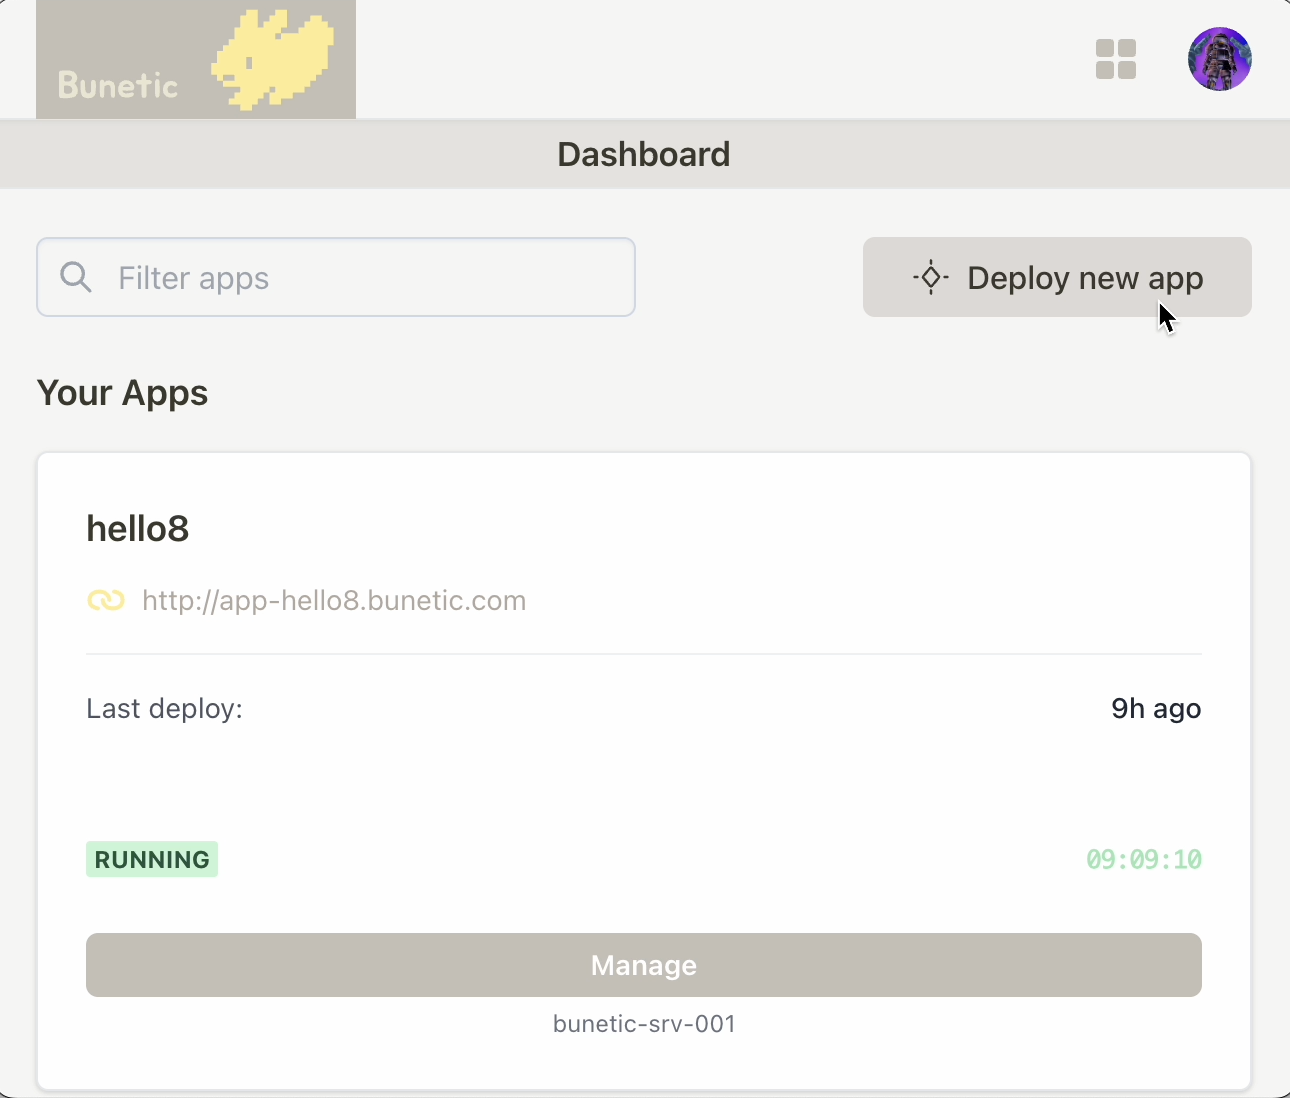 Bunetic
Dashboard
Filter apps
Deploy new app
Your Apps
hello8
http://app-hello8.bunetic.com
Last deploy:
9h ago
RUNNING
09:09:10
Manage
bunetic-srv-001